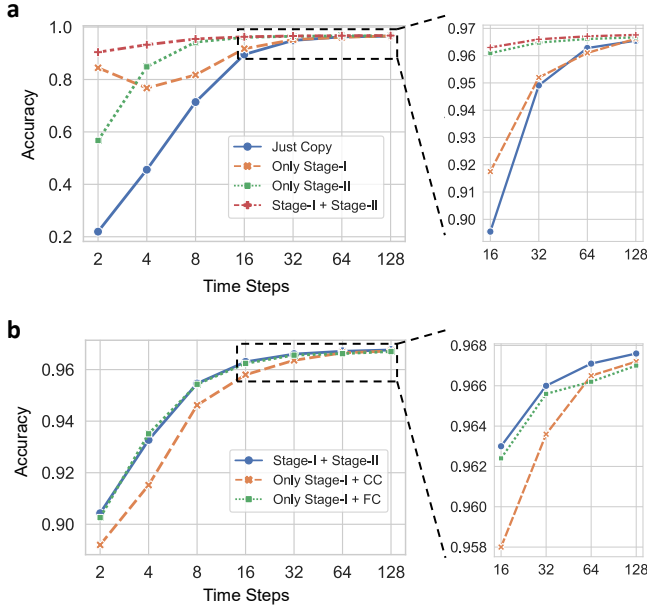 a
1.0
0.8
0.6
0.4
0.2
Accuracy
2 4 8 16 32 64 128
Time Steps
Just Copy
Only Stage-I
Only Stage-II
Stage-I + Stage-II
0.97
0.96
0.95
0.94
0.93
0.92
0.91
0.90
16 32 64 128
b
0.96
0.94
0.92
0.90
Accuracy
2 4 8 16 32 64 128
Time Steps
Stage-I + Stage-II
Only Stage-I + CC
Only Stage-I + FC
0.968
0.966
0.964
0.962
0.960
0.958
16 32 64 128